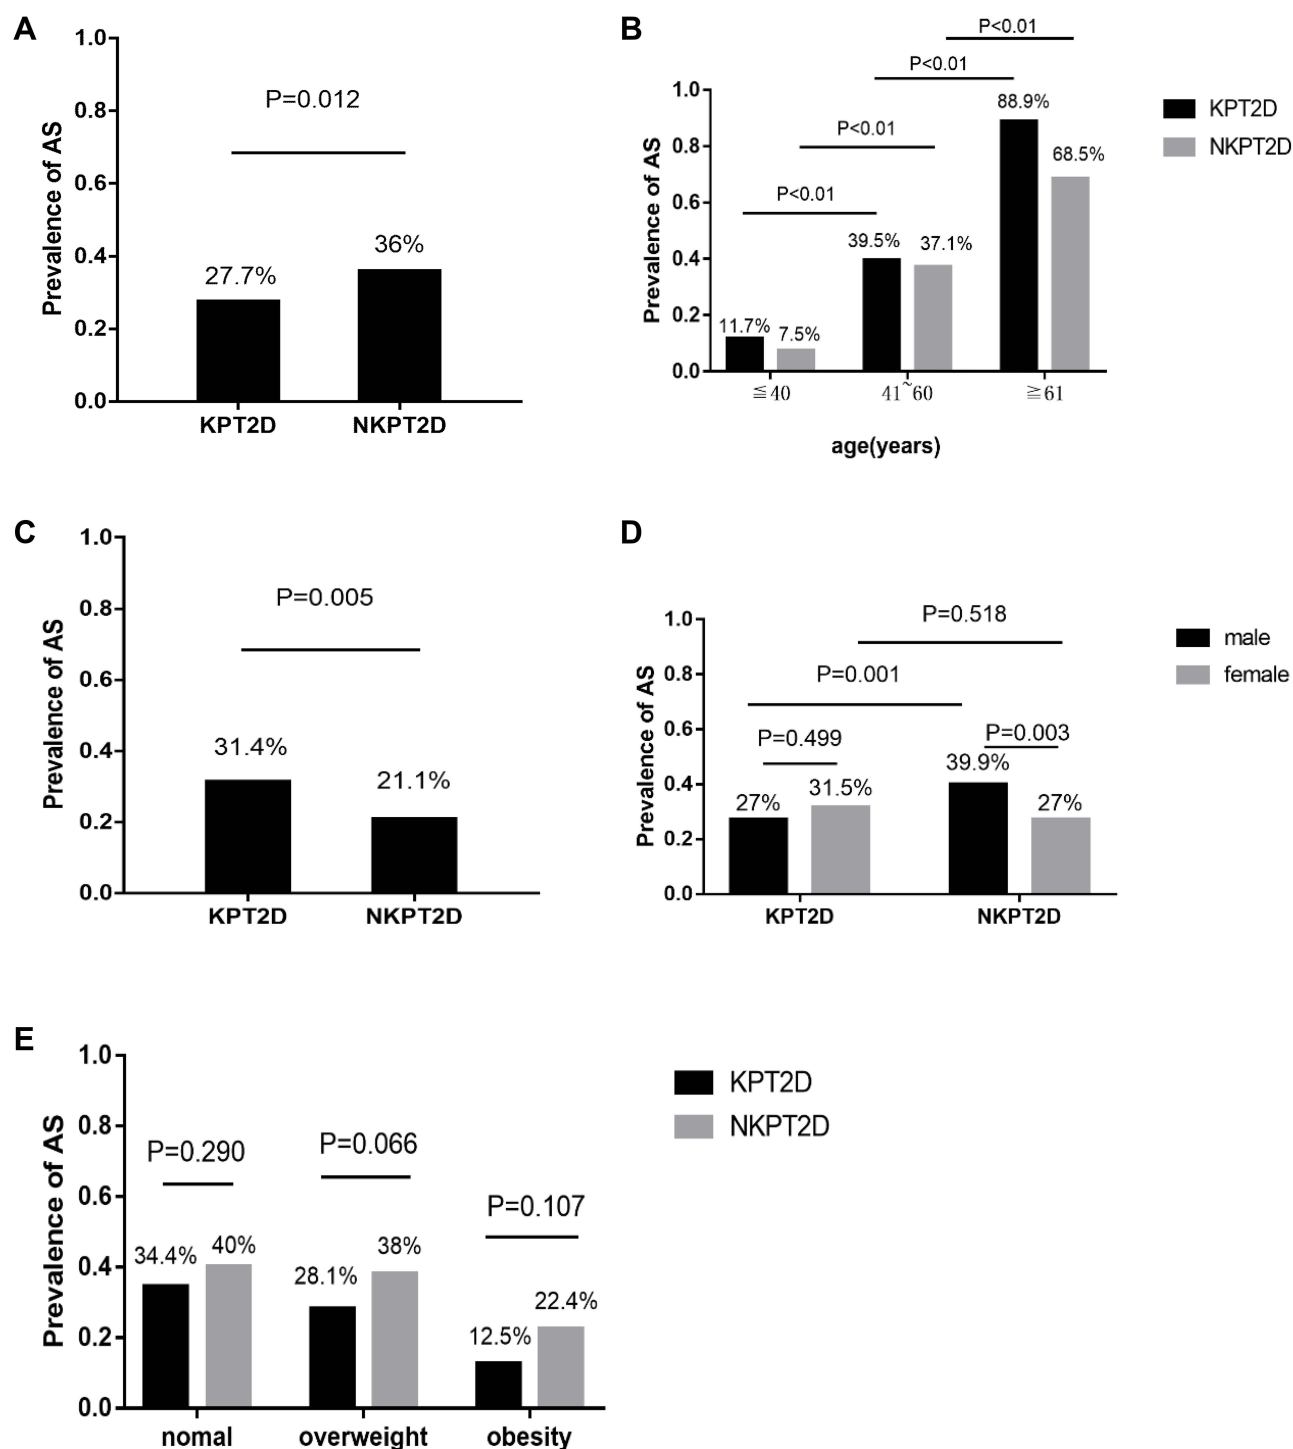 A
Prevalence of AS
1.0
0.8
0.6
0.4
0.2
0.0
P=0.012
27.7%
36%
KPT2D
NKPT2D
B
Prevalence of AS
1.0
0.8
0.6
0.4
0.2
0.0
P<0.01
P<0.01
P<0.01
P<0.01
11.7%
7.5%
39.5%
37.1%
88.9%
68.5%
≦40
41~60
≧61
age(years)
KPT2D
NKPT2D
C
Prevalence of AS
1.0
0.8
0.6
0.4
0.2
0.0
P=0.005
31.4%
21.1%
KPT2D
NKPT2D
D
Prevalence of AS
1.0
0.8
0.6
0.4
0.2
0.0
P=0.518
P=0.001
P=0.499
P=0.003
27%
31.5%
39.9%
27%
KPT2D
NKPT2D
male
female
E
Prevalence of AS
1.0
0.8
0.6
0.4
0.2
0.0
P=0.290
P=0.066
P=0.107
34.4%
40%
28.1%
38%
12.5%
22.4%
nomal
overweight
obesity
KPT2D
NKPT2D